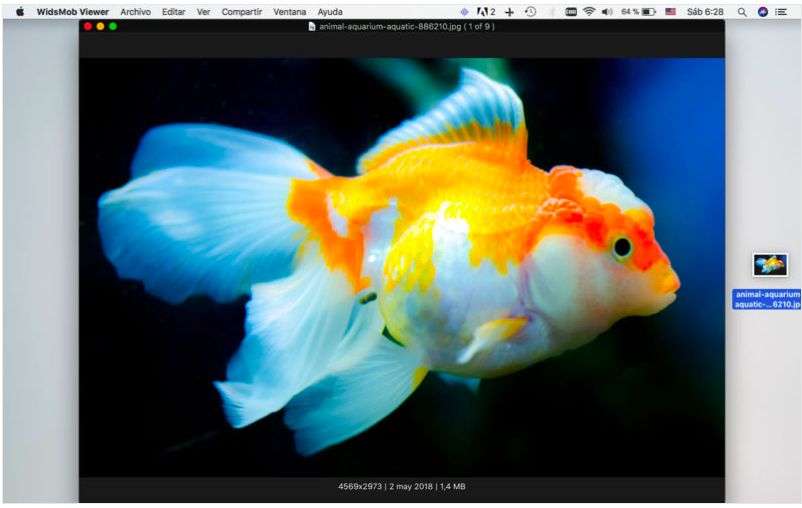 WidsMob Viewer Archivo Editar Ver Compartir Ventana Ayuda 2 64 % Sáb 6:28
animal-aquarium-aquatic-886210.jpg ( 1 of 9 )
animal-aquarium
aquatic-...6210.jp
4569x2973 | 2 may 2018 | 1,4 MB